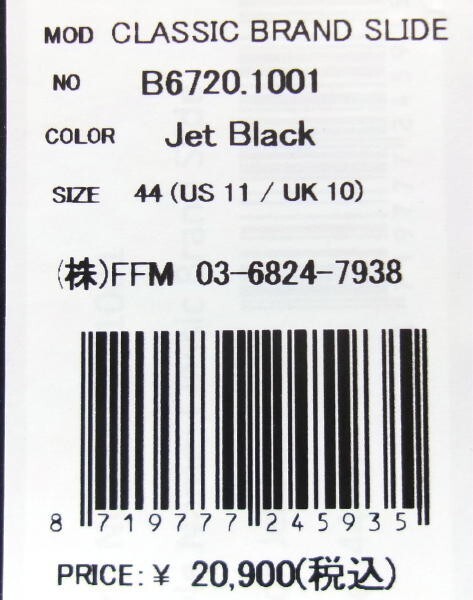 MOD CLASSIC BRAND SLIDE
NO B6720.1001
COLOR Jet Black
SIZE 44 (US 11 / UK 10)
(株)FFM 03-6824-7938
8 719777 245935
PRICE: ¥ 20,900(税込)